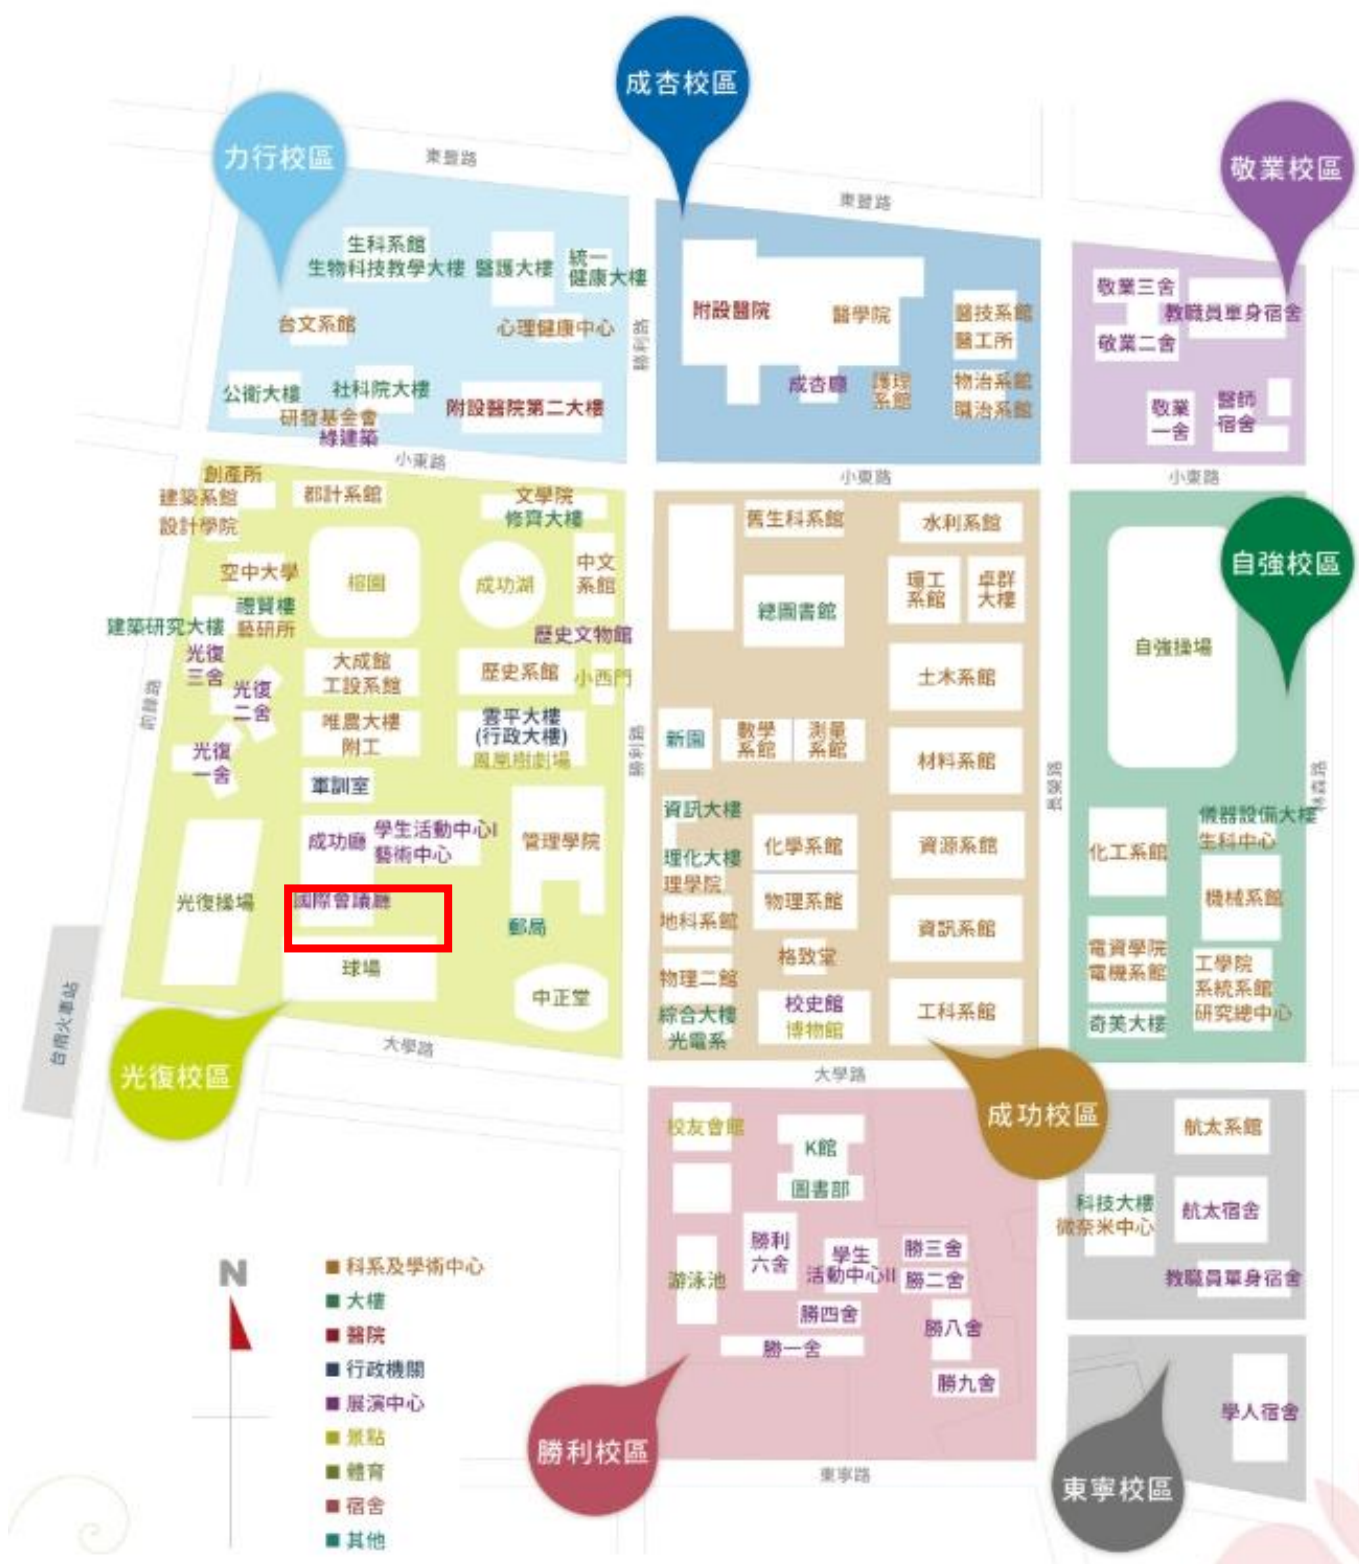 成杏校區
力行校區
敬業校區
東豐路
東豐路
生科系館
生物科技教學大樓
醫護大樓
統一
健康大樓
台文系館
心理健康中心
公衛大樓
社科院大樓
研發基金會
綠建築
附設醫院第二大樓
勝利路
附設醫院
醫學院
醫技系館
醫工所
成杏廳
護理
系館
物治系館
職治系館
敬業三舍
教職員單身宿舍
敬業二舍
敬業
一舍
醫師
宿舍
小東路
小東路
小東路
創產所
建築系館
設計學院
都計系館
文學院
修齊大樓
空中大學
榕園
成功湖
中文
系館
禮賢樓
建築研究大樓
藝研所
歷史文物館
光復
三舍
大成館
工設系館
歷史系館
小西門
光復
二舍
唯農大樓
附工
雲平大樓
(行政大樓)
鳳凰樹劇場
光復
一舍
軍訓室
前鋒路
勝利路
成功廳
學生活動中心I
藝術中心
管理學院
光復操場
國際會議廳
郵局
球場
中正堂
台南火車站
大學路
光復校區
舊生科系館
水利系館
總圖書館
環工
系館
卓群
大樓
土木系館
新園
數學
系館
測量
系館
材料系館
資訊大樓
理化大樓
理學院
化學系館
資源系館
地科系館
物理系館
資訊系館
格致堂
物理二館
綜合大樓
光電系
校史館
博物館
工科系館
長榮路
大學路
成功校區
自強校區
自強操場
林森路
儀器設備大樓
生科中心
化工系館
機械系館
電資學院
電機系館
工學院
系統系館
研究總中心
奇美大樓
校友會館
K館
圖書部
勝利
六舍
學生
活動中心II
勝三舍
勝二舍
游泳池
勝四舍
勝一舍
勝八舍
勝九舍
勝利校區
東寧路
航太系館
科技大樓
微奈米中心
航太宿舍
教職員單身宿舍
學人宿舍
東寧校區
N
科系及學術中心
大樓
醫院
行政機關
展演中心
景點
體育
宿舍
其他